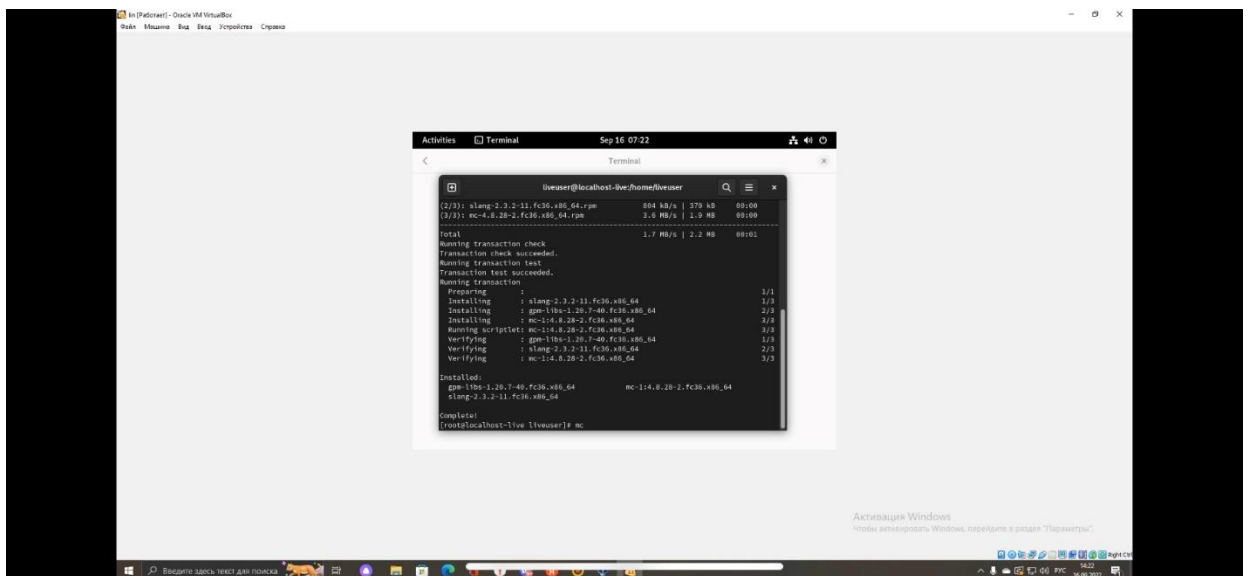 lin [Работает] - Oracle VM VirtualBox
Файл Машина Вид Ввод Устройства Справка
Activities Terminal Sep 16 07:22
Terminal
liveuser@localhost-live:/home/liveuser
(2/3): slang-2.3.2-11.fc36.x86_64.rpm 804 kB/s | 379 kB 00:00
(3/3): mc-4.8.28-2.fc36.x86_64.rpm 3.6 MB/s | 1.9 MB 00:00
--------------------------------------------------------------------------------
Total 1.7 MB/s | 2.2 MB 00:01
Running transaction check
Transaction check succeeded.
Running transaction test
Transaction test succeeded.
Running transaction
Preparing : 1/1
Installing : slang-2.3.2-11.fc36.x86_64 1/3
Installing : gpm-libs-1.20.7-40.fc36.x86_64 2/3
Installing : mc-1:4.8.28-2.fc36.x86_64 3/3
Running scriptlet: mc-1:4.8.28-2.fc36.x86_64 3/3
Verifying : gpm-libs-1.20.7-40.fc36.x86_64 1/3
Verifying : slang-2.3.2-11.fc36.x86_64 2/3
Verifying : mc-1:4.8.28-2.fc36.x86_64 3/3
Installed:
gpm-libs-1.20.7-40.fc36.x86_64 mc-1:4.8.28-2.fc36.x86_64
slang-2.3.2-11.fc36.x86_64
Complete!
[root@localhost-live liveuser]# mc
Активация Windows
Чтобы активировать Windows, перейдите в раздел "Параметры".
Right Ctrl
Введите здесь текст для поиска
РУС
14:22
16.09.2022